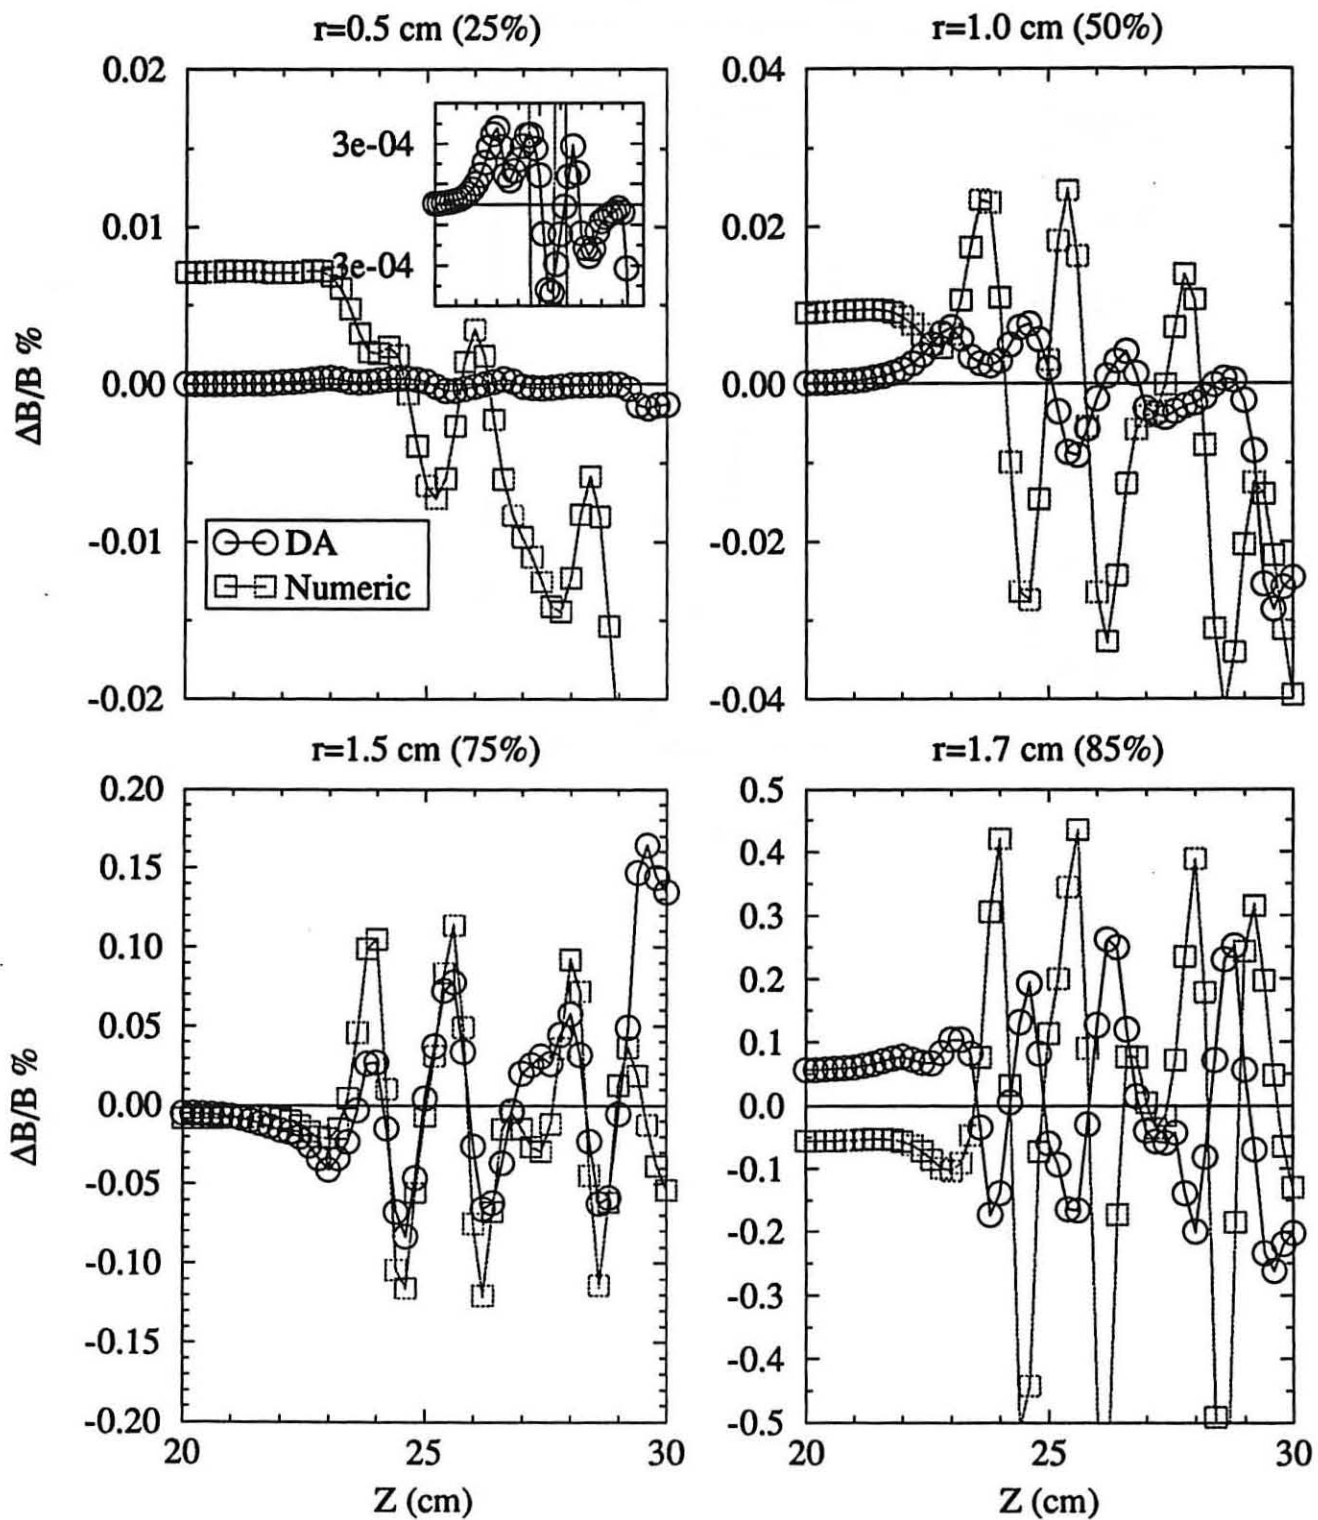 r=0.5 cm (25%)
r=1.0 cm (50%)
0.02
0.01
0.00
-0.01
-0.02
3e-04
3e-04
DA
Numeric
ΔB/B %
0.04
0.02
0.00
-0.02
-0.04
r=1.5 cm (75%)
r=1.7 cm (85%)
0.20
0.15
0.10
0.05
0.00
-0.05
-0.10
-0.15
-0.20
ΔB/B %
20 25 30
Z (cm)
0.5
0.4
0.3
0.2
0.1
0.0
-0.1
-0.2
-0.3
-0.4
-0.5
20 25 30
Z (cm)